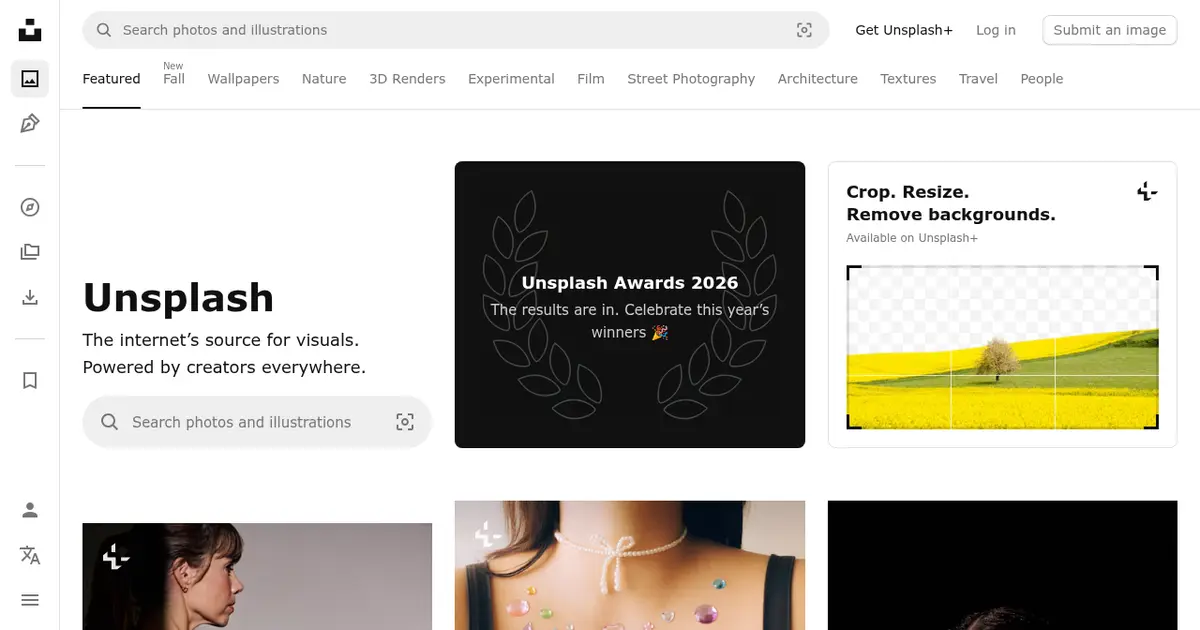 Search photos and illustrations
Get Unsplash+
Log in
Submit an image
Featured
New
Fall
Wallpapers
Nature
3D Renders
Experimental
Film
Street Photography
Architecture
Textures
Travel
People
Unsplash
The internet’s source for visuals.
Powered by creators everywhere.
Search photos and illustrations
Unsplash Awards 2026
The results are in. Celebrate this year’s
winners 🎉
Crop. Resize.
Remove backgrounds.
Available on Unsplash+